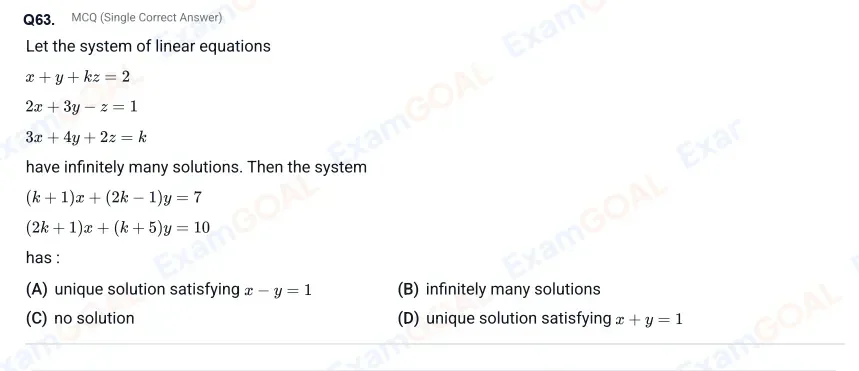 Q63. MCQ (Single Correct Answer)
Let the system of linear equations
x + y + kz = 2
2x + 3y − z = 1
3x + 4y + 2z = k
have infinitely many solutions. Then the system
(k + 1)x + (2k − 1)y = 7
(2k + 1)x + (k + 5)y = 10
has :
(A) unique solution satisfying x − y = 1
(B) infinitely many solutions
(C) no solution
(D) unique solution satisfying x + y = 1
ExamGOAL